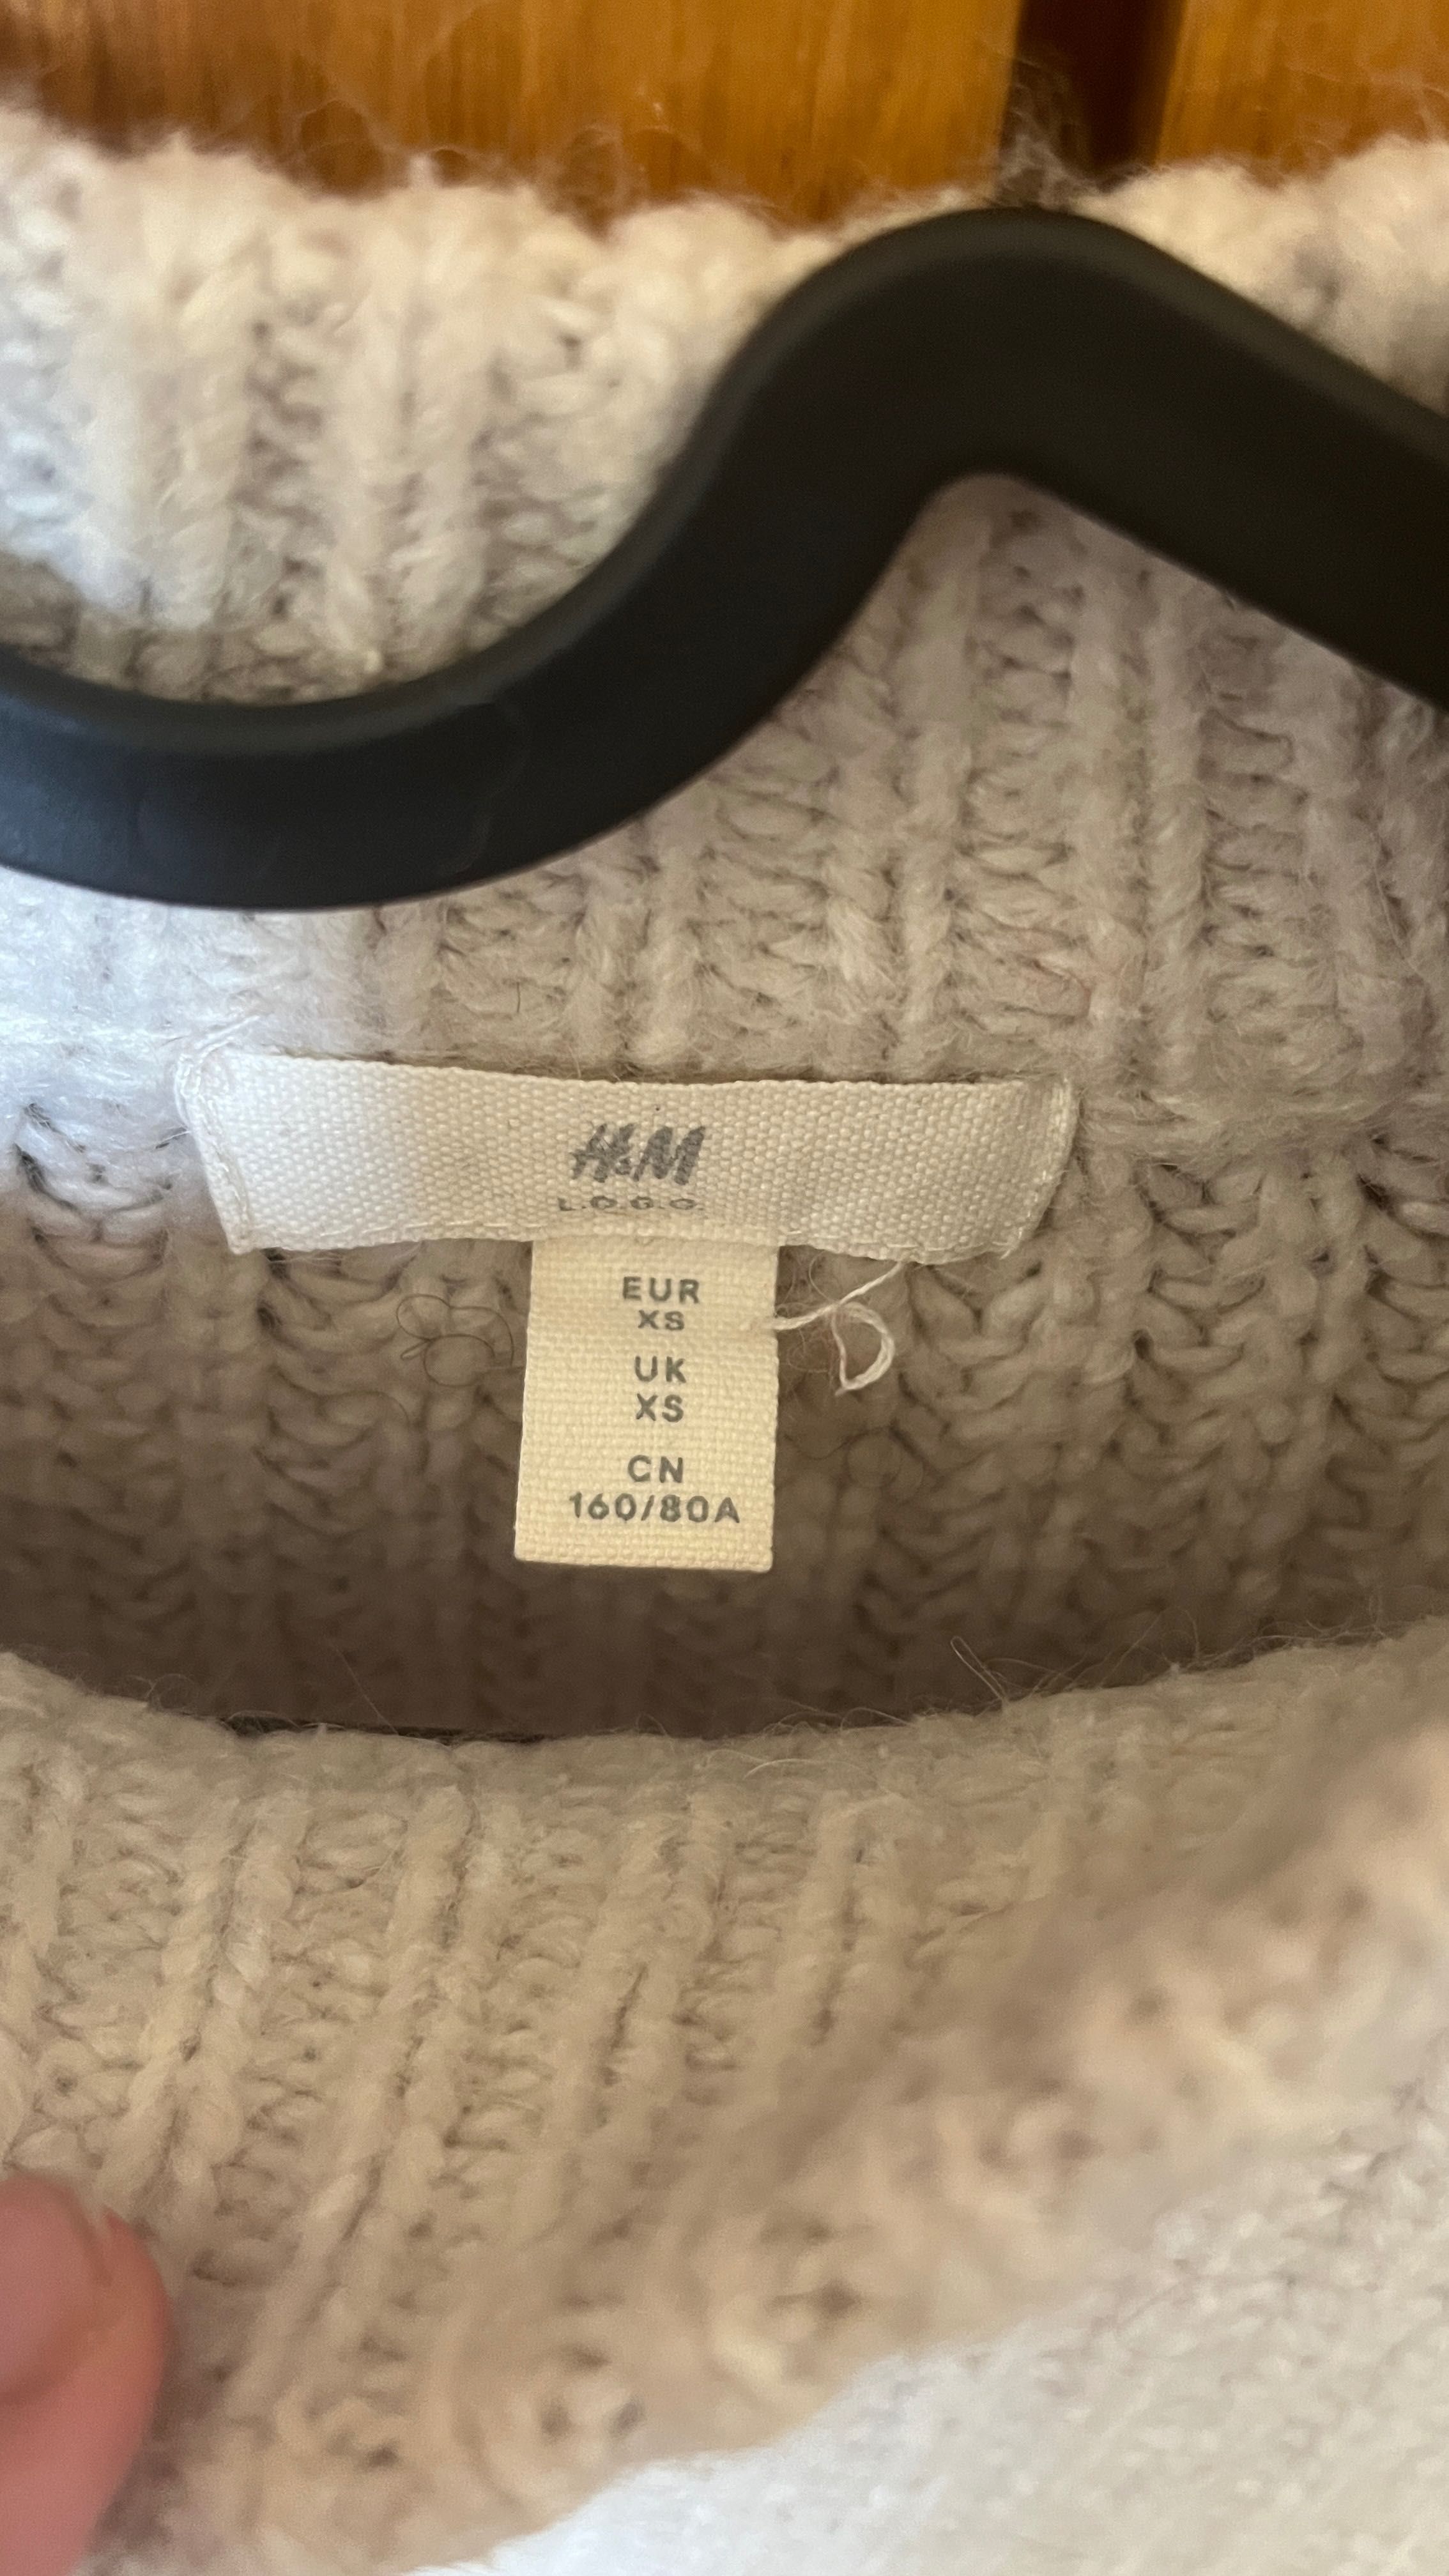 H&M
L.O.G.G.
EUR
XS
UK
XS
CN
160/80A